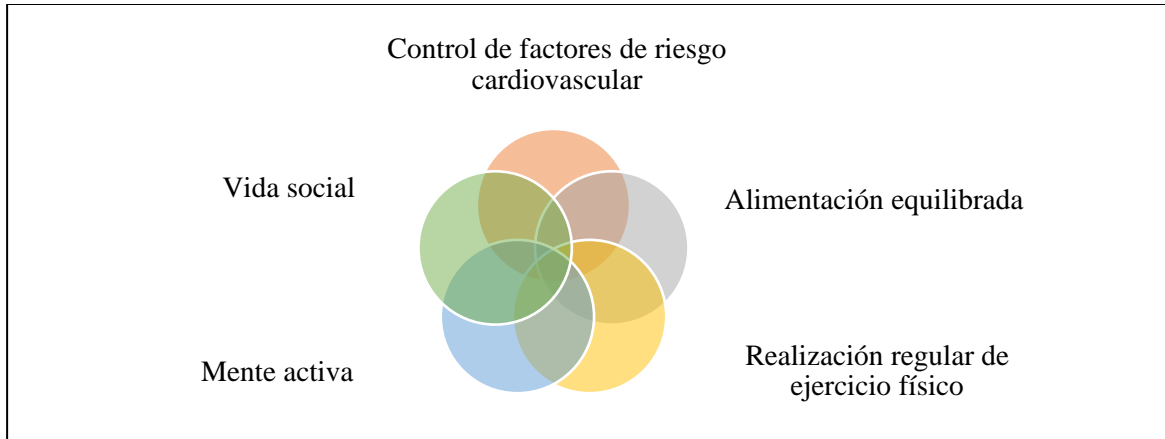 Control de factores de riesgo
cardiovascular
Vida social
Alimentación equilibrada
Mente activa
Realización regular de
ejercicio físico